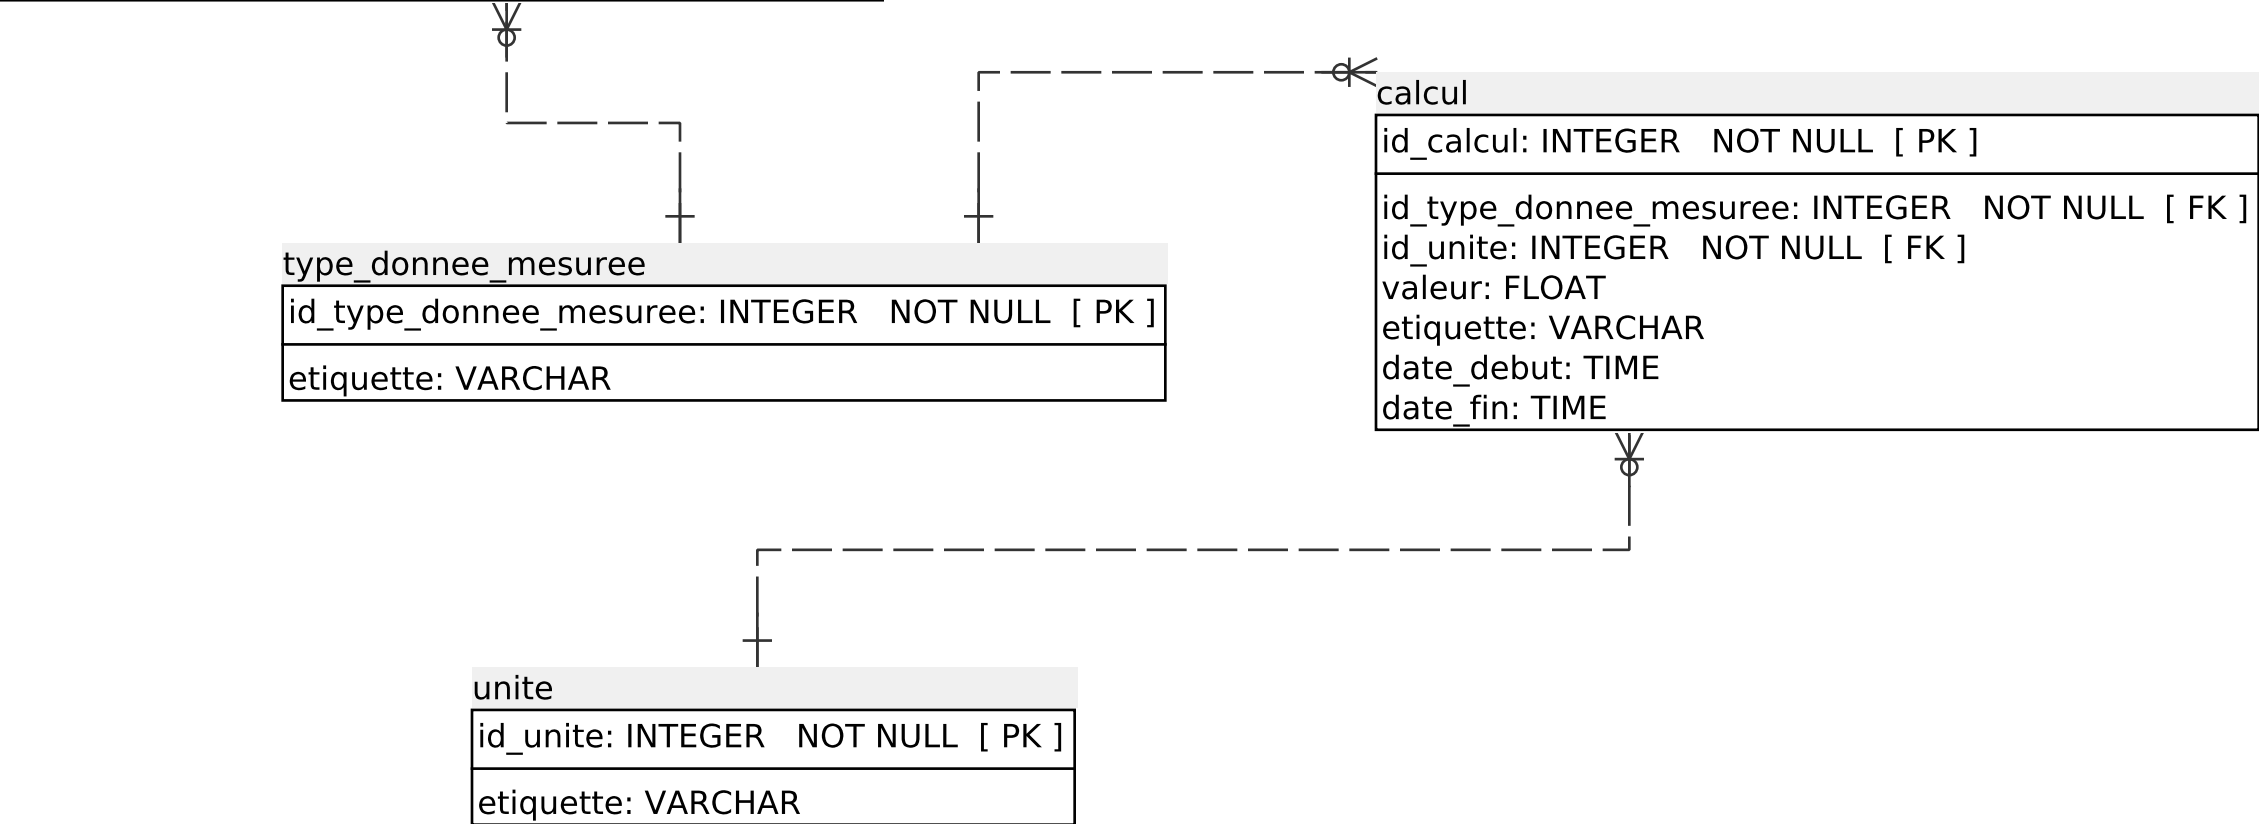 calcul
id_calcul: INTEGER NOT NULL [ PK ]
id_type_donnee_mesuree: INTEGER NOT NULL [ FK ]
id_unite: INTEGER NOT NULL [ FK ]
valeur: FLOAT
etiquette: VARCHAR
date_debut: TIME
date_fin: TIME
type_donnee_mesuree
id_type_donnee_mesuree: INTEGER NOT NULL [ PK ]
etiquette: VARCHAR
unite
id_unite: INTEGER NOT NULL [ PK ]
etiquette: VARCHAR